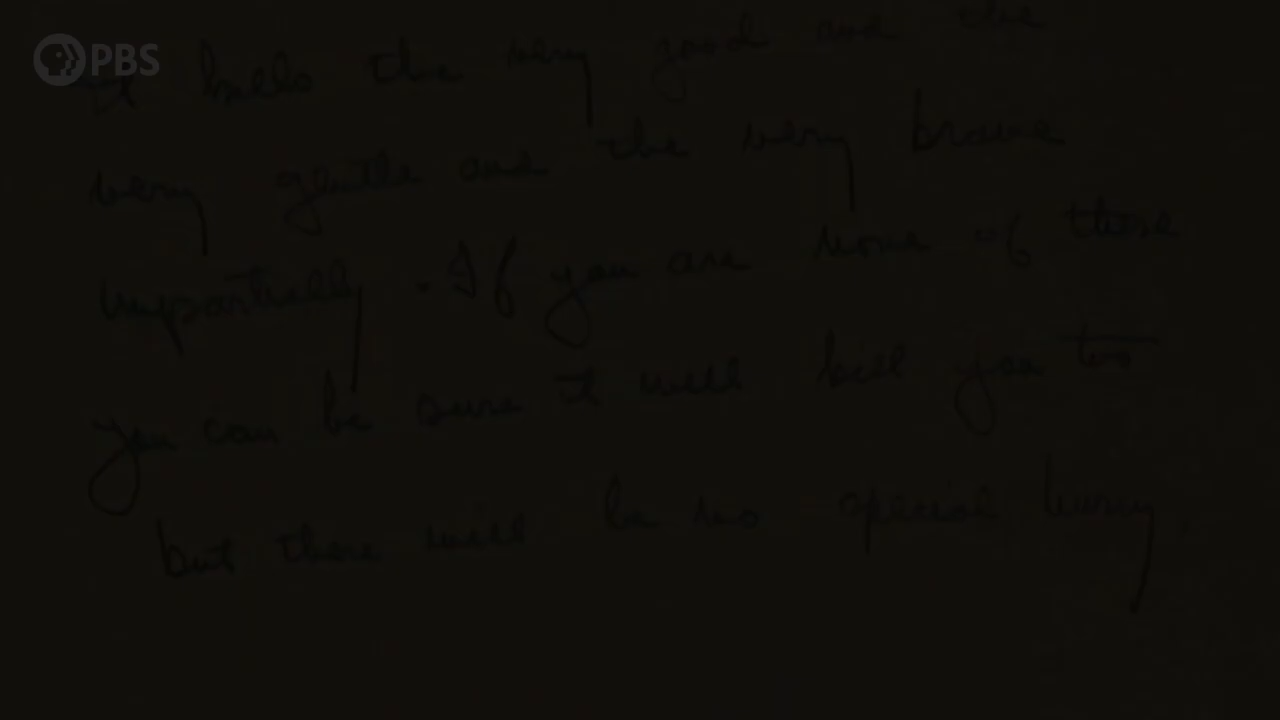 PBS
It kills the very good and the
very gentle and the very brave
impartially. If you are none of these
you can be sure it will kill you too
but there will be no special hurry.